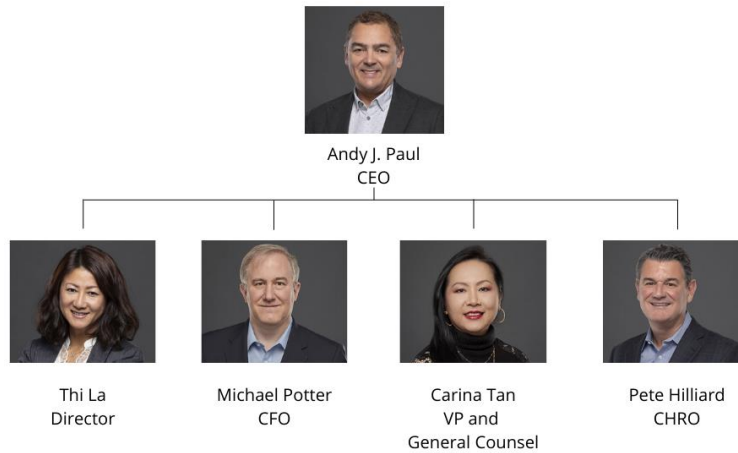 Andy J. Paul
CEO
Thi La
Director
Michael Potter
CFO
Carina Tan
VP and
General Counsel
Pete Hilliard
CHRO